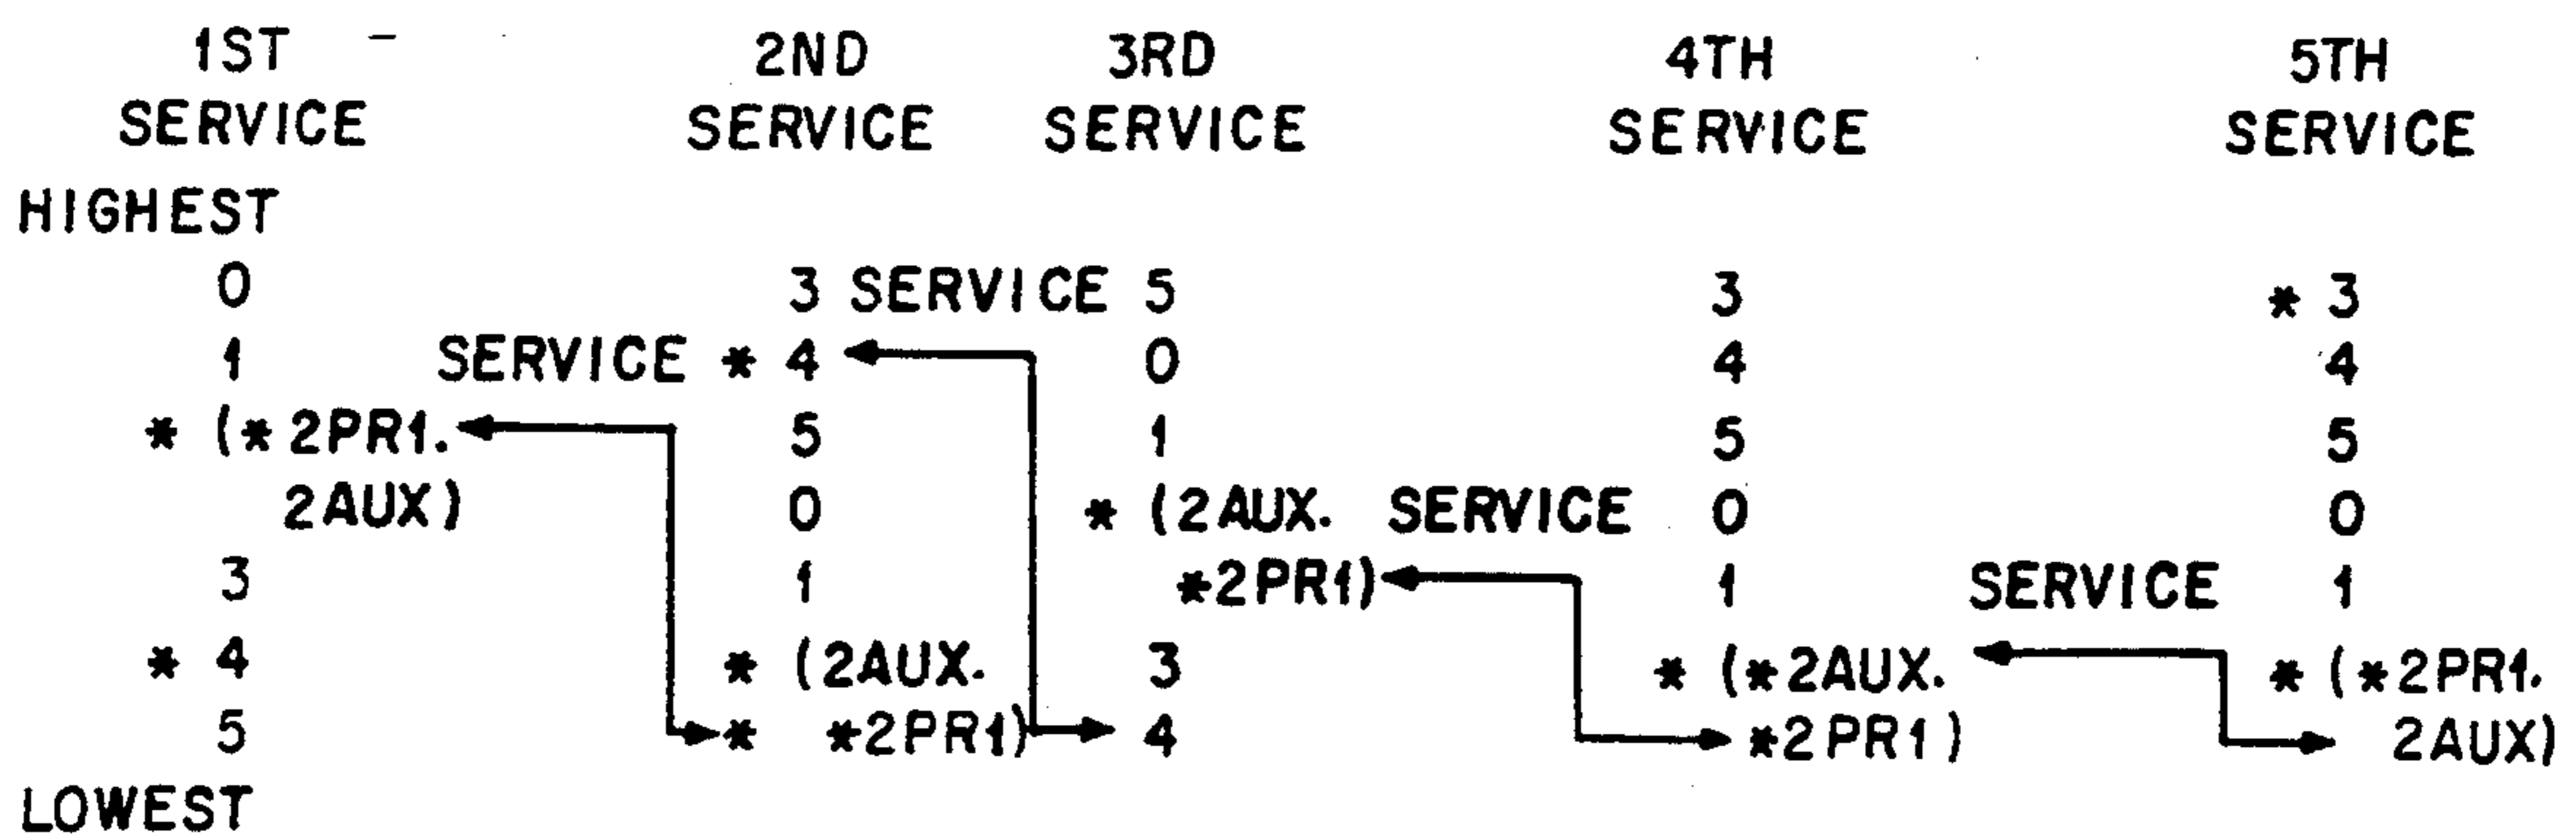 1ST 2ND 3RD 4TH 5TH
SERVICE SERVICE SERVICE SERVICE SERVICE
HIGHEST
0 3 SERVICE 5 3 * 3
1 SERVICE * 4 0 4 4
* (* 2PR1. 5 1 5 5
2AUX) 0 * (2AUX. SERVICE 0 0
3 1 *2PR1) 1 SERVICE 1
* 4 * (2AUX. 3 * (*2AUX. * (*2PR1.
5 * *2PR1) 4 *2PR1) 2AUX)
LOWEST